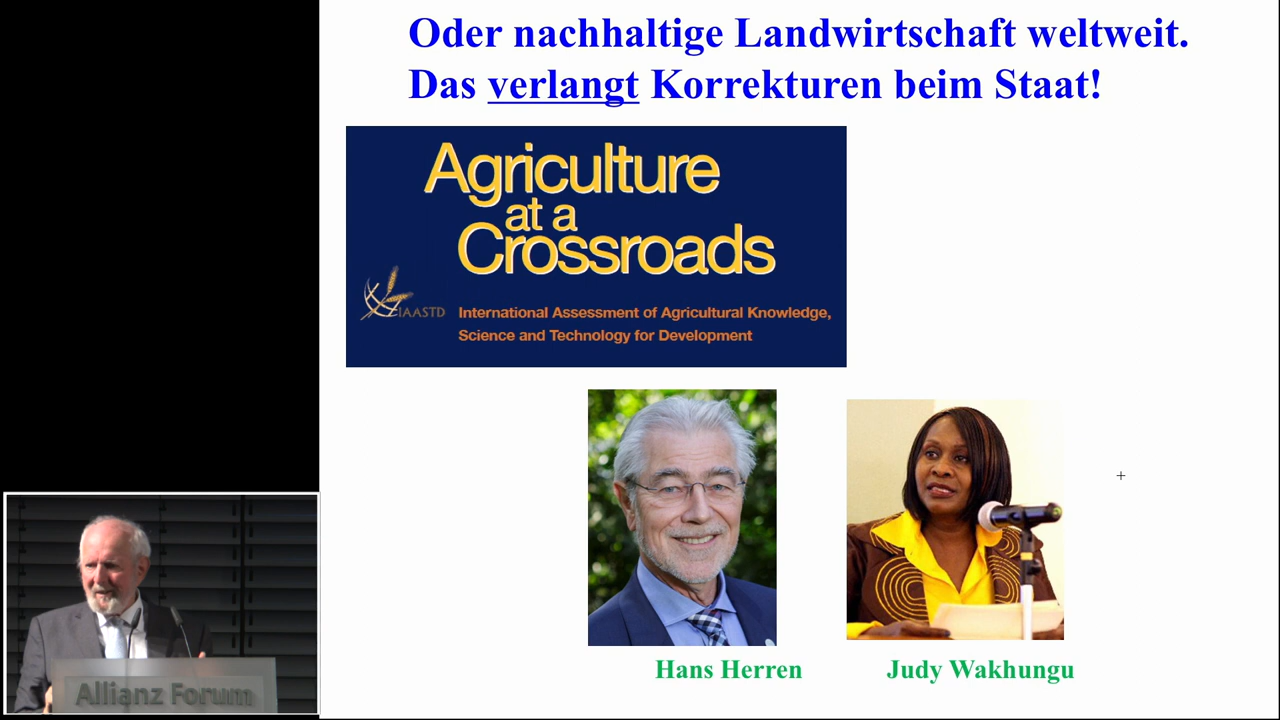 Oder nachhaltige Landwirtschaft weltweit.
Das verlangt Korrekturen beim Staat!
Agriculture
at a
Crossroads
IAASTD
International Assessment of Agricultural Knowledge,
Science and Technology for Development
Hans Herren
Judy Wakhungu
Allianz Forum